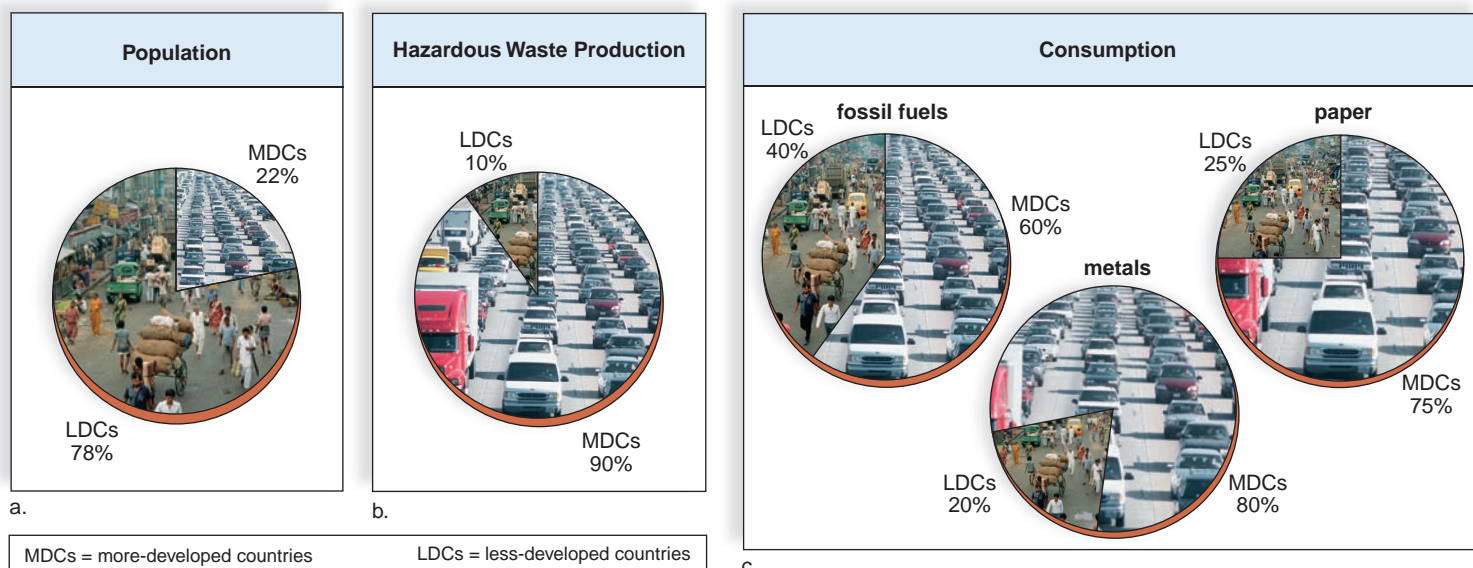 Population
MDCs
22%
LDCs
78%
a.
Hazardous Waste Production
LDCs
10%
MDCs
90%
b.
Consumption
fossil fuels
LDCs
40%
MDCs
60%
metals
LDCs
20%
MDCs
80%
paper
LDCs
25%
MDCs
75%
c.
MDCs = more-developed countries
LDCs = less-developed countries